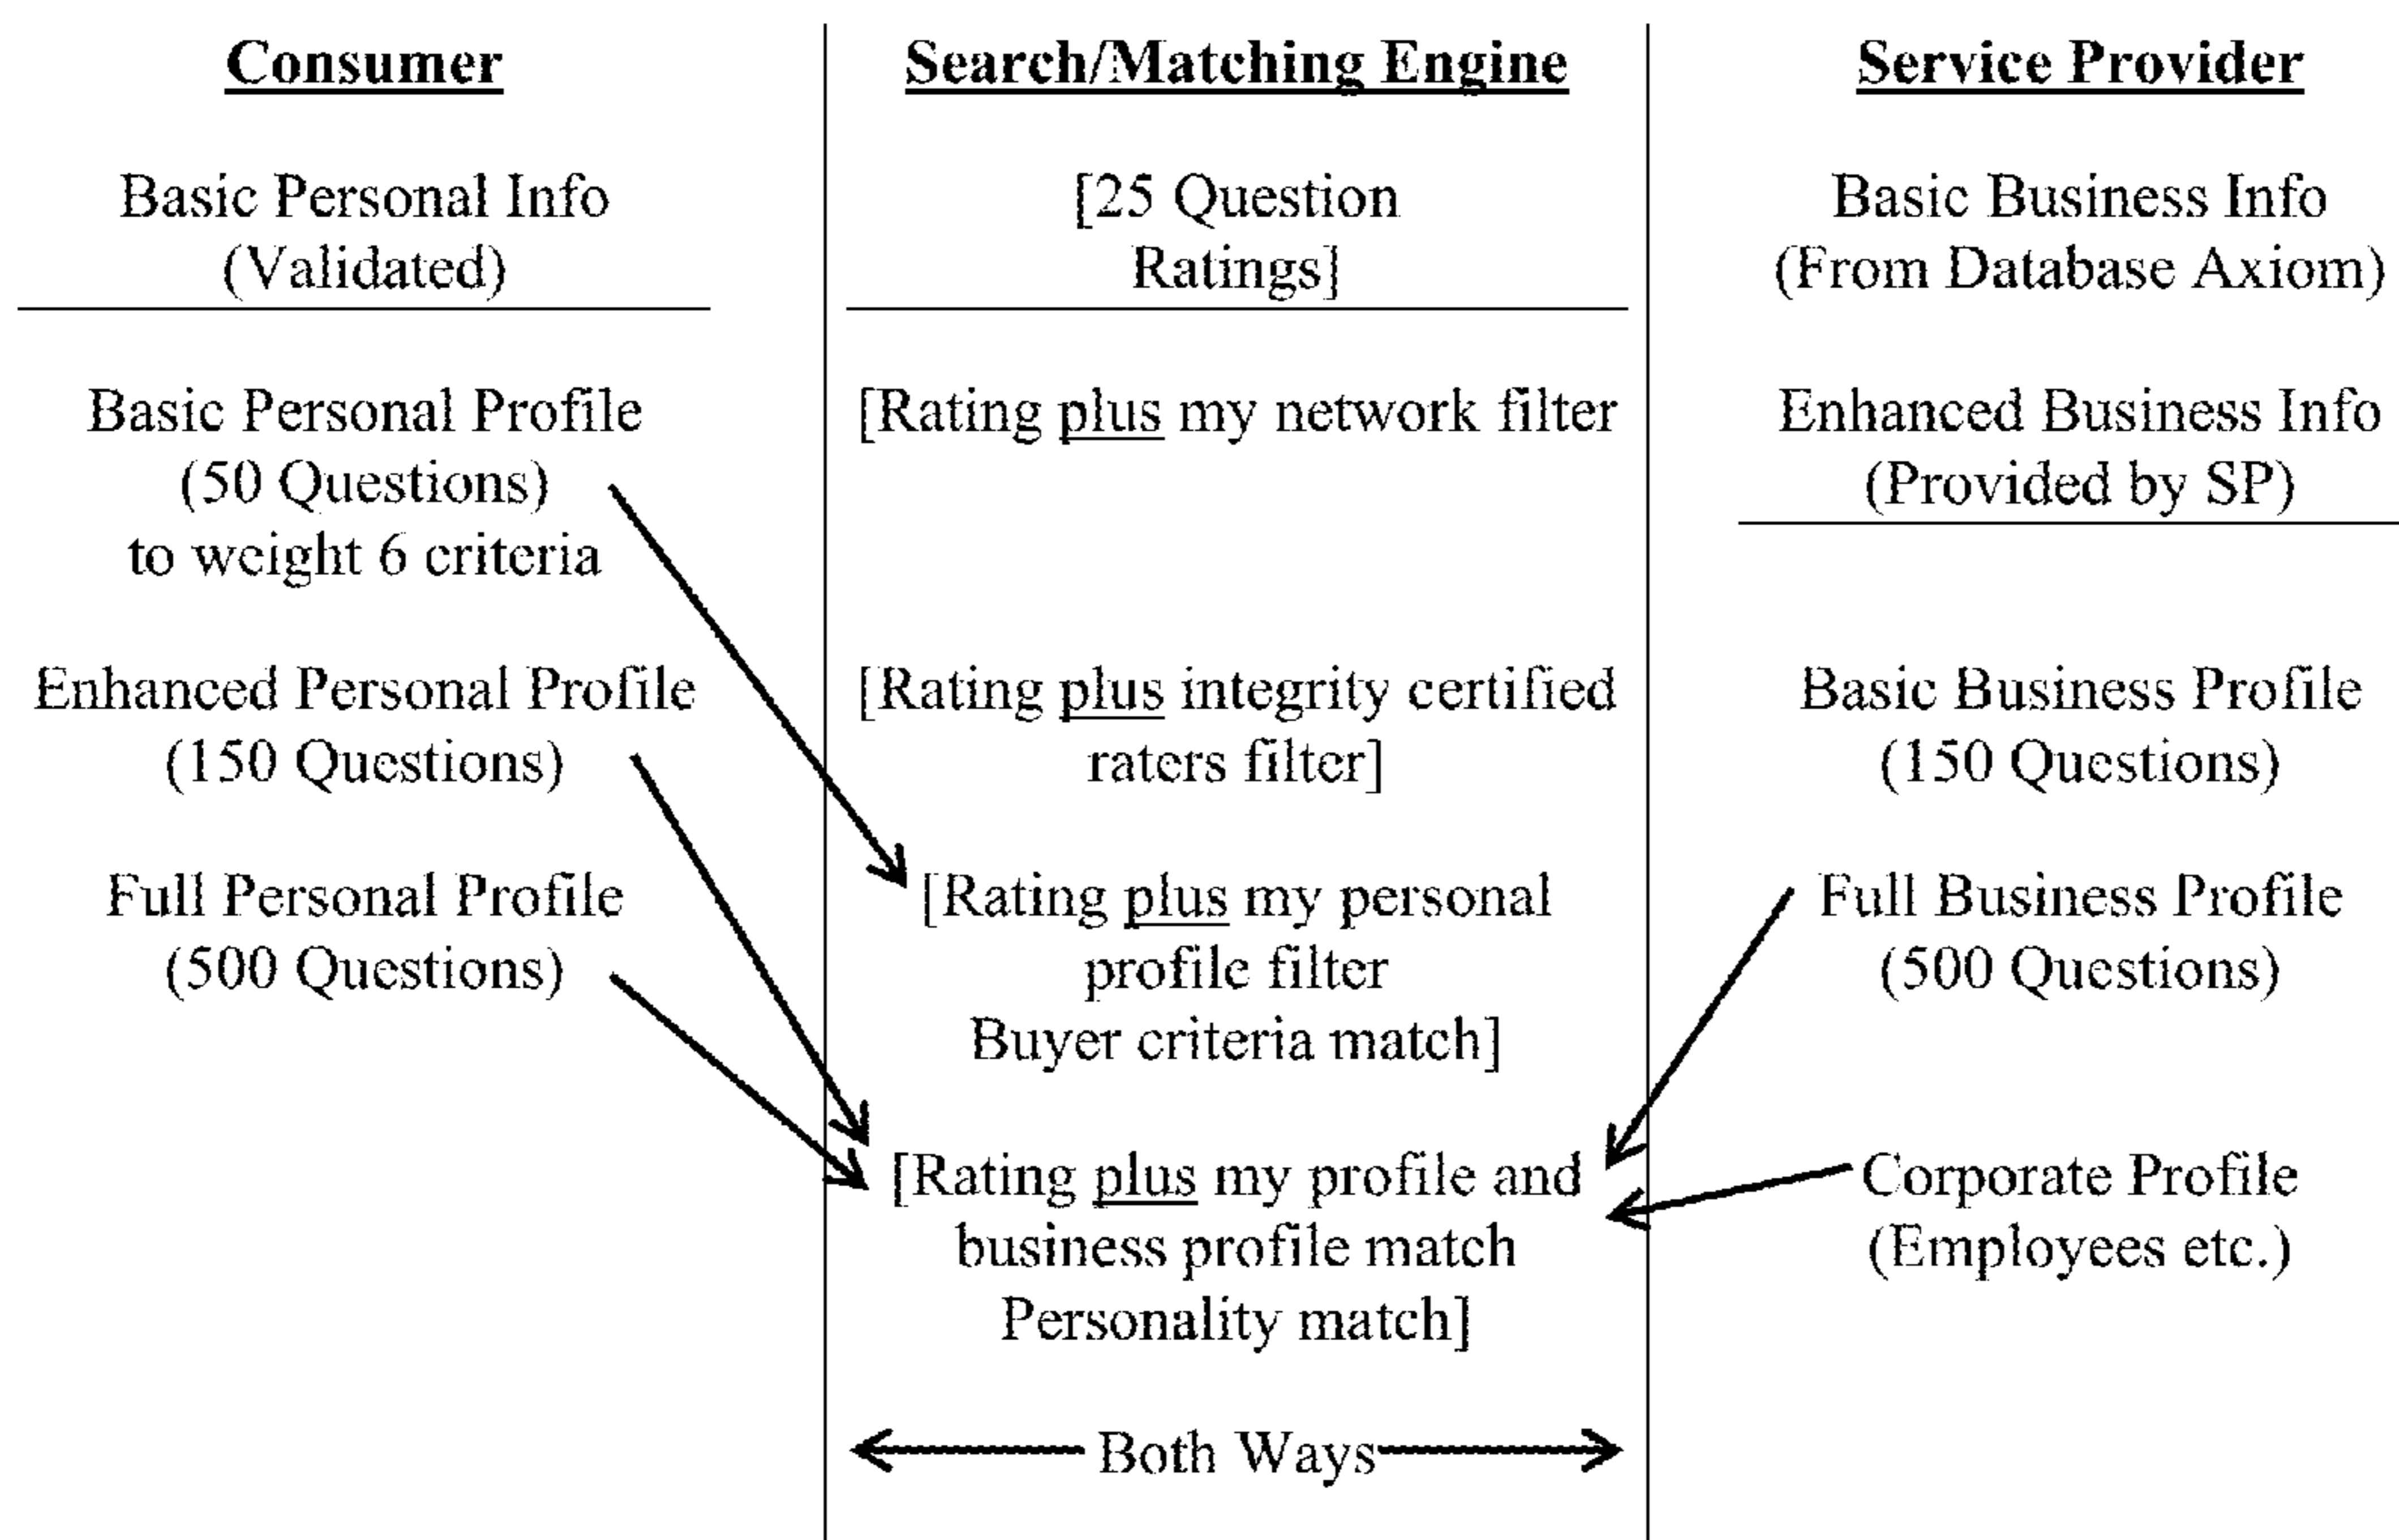 Consumer
Basic Personal Info
(Validated)
Basic Personal Profile
(50 Questions)
to weight 6 criteria
Enhanced Personal Profile
(150 Questions)
Full Personal Profile
(500 Questions)
Search/Matching Engine
[25 Question
Ratings]
[Rating plus my network filter
[Rating plus integrity certified
raters filter]
[Rating plus my personal
profile filter
Buyer criteria match]
[Rating plus my profile and
business profile match
Personality match]
Both Ways
Service Provider
Basic Business Info
(From Database Axiom)
Enhanced Business Info
(Provided by SP)
Basic Business Profile
(150 Questions)
Full Business Profile
(500 Questions)
Corporate Profile
(Employees etc.)